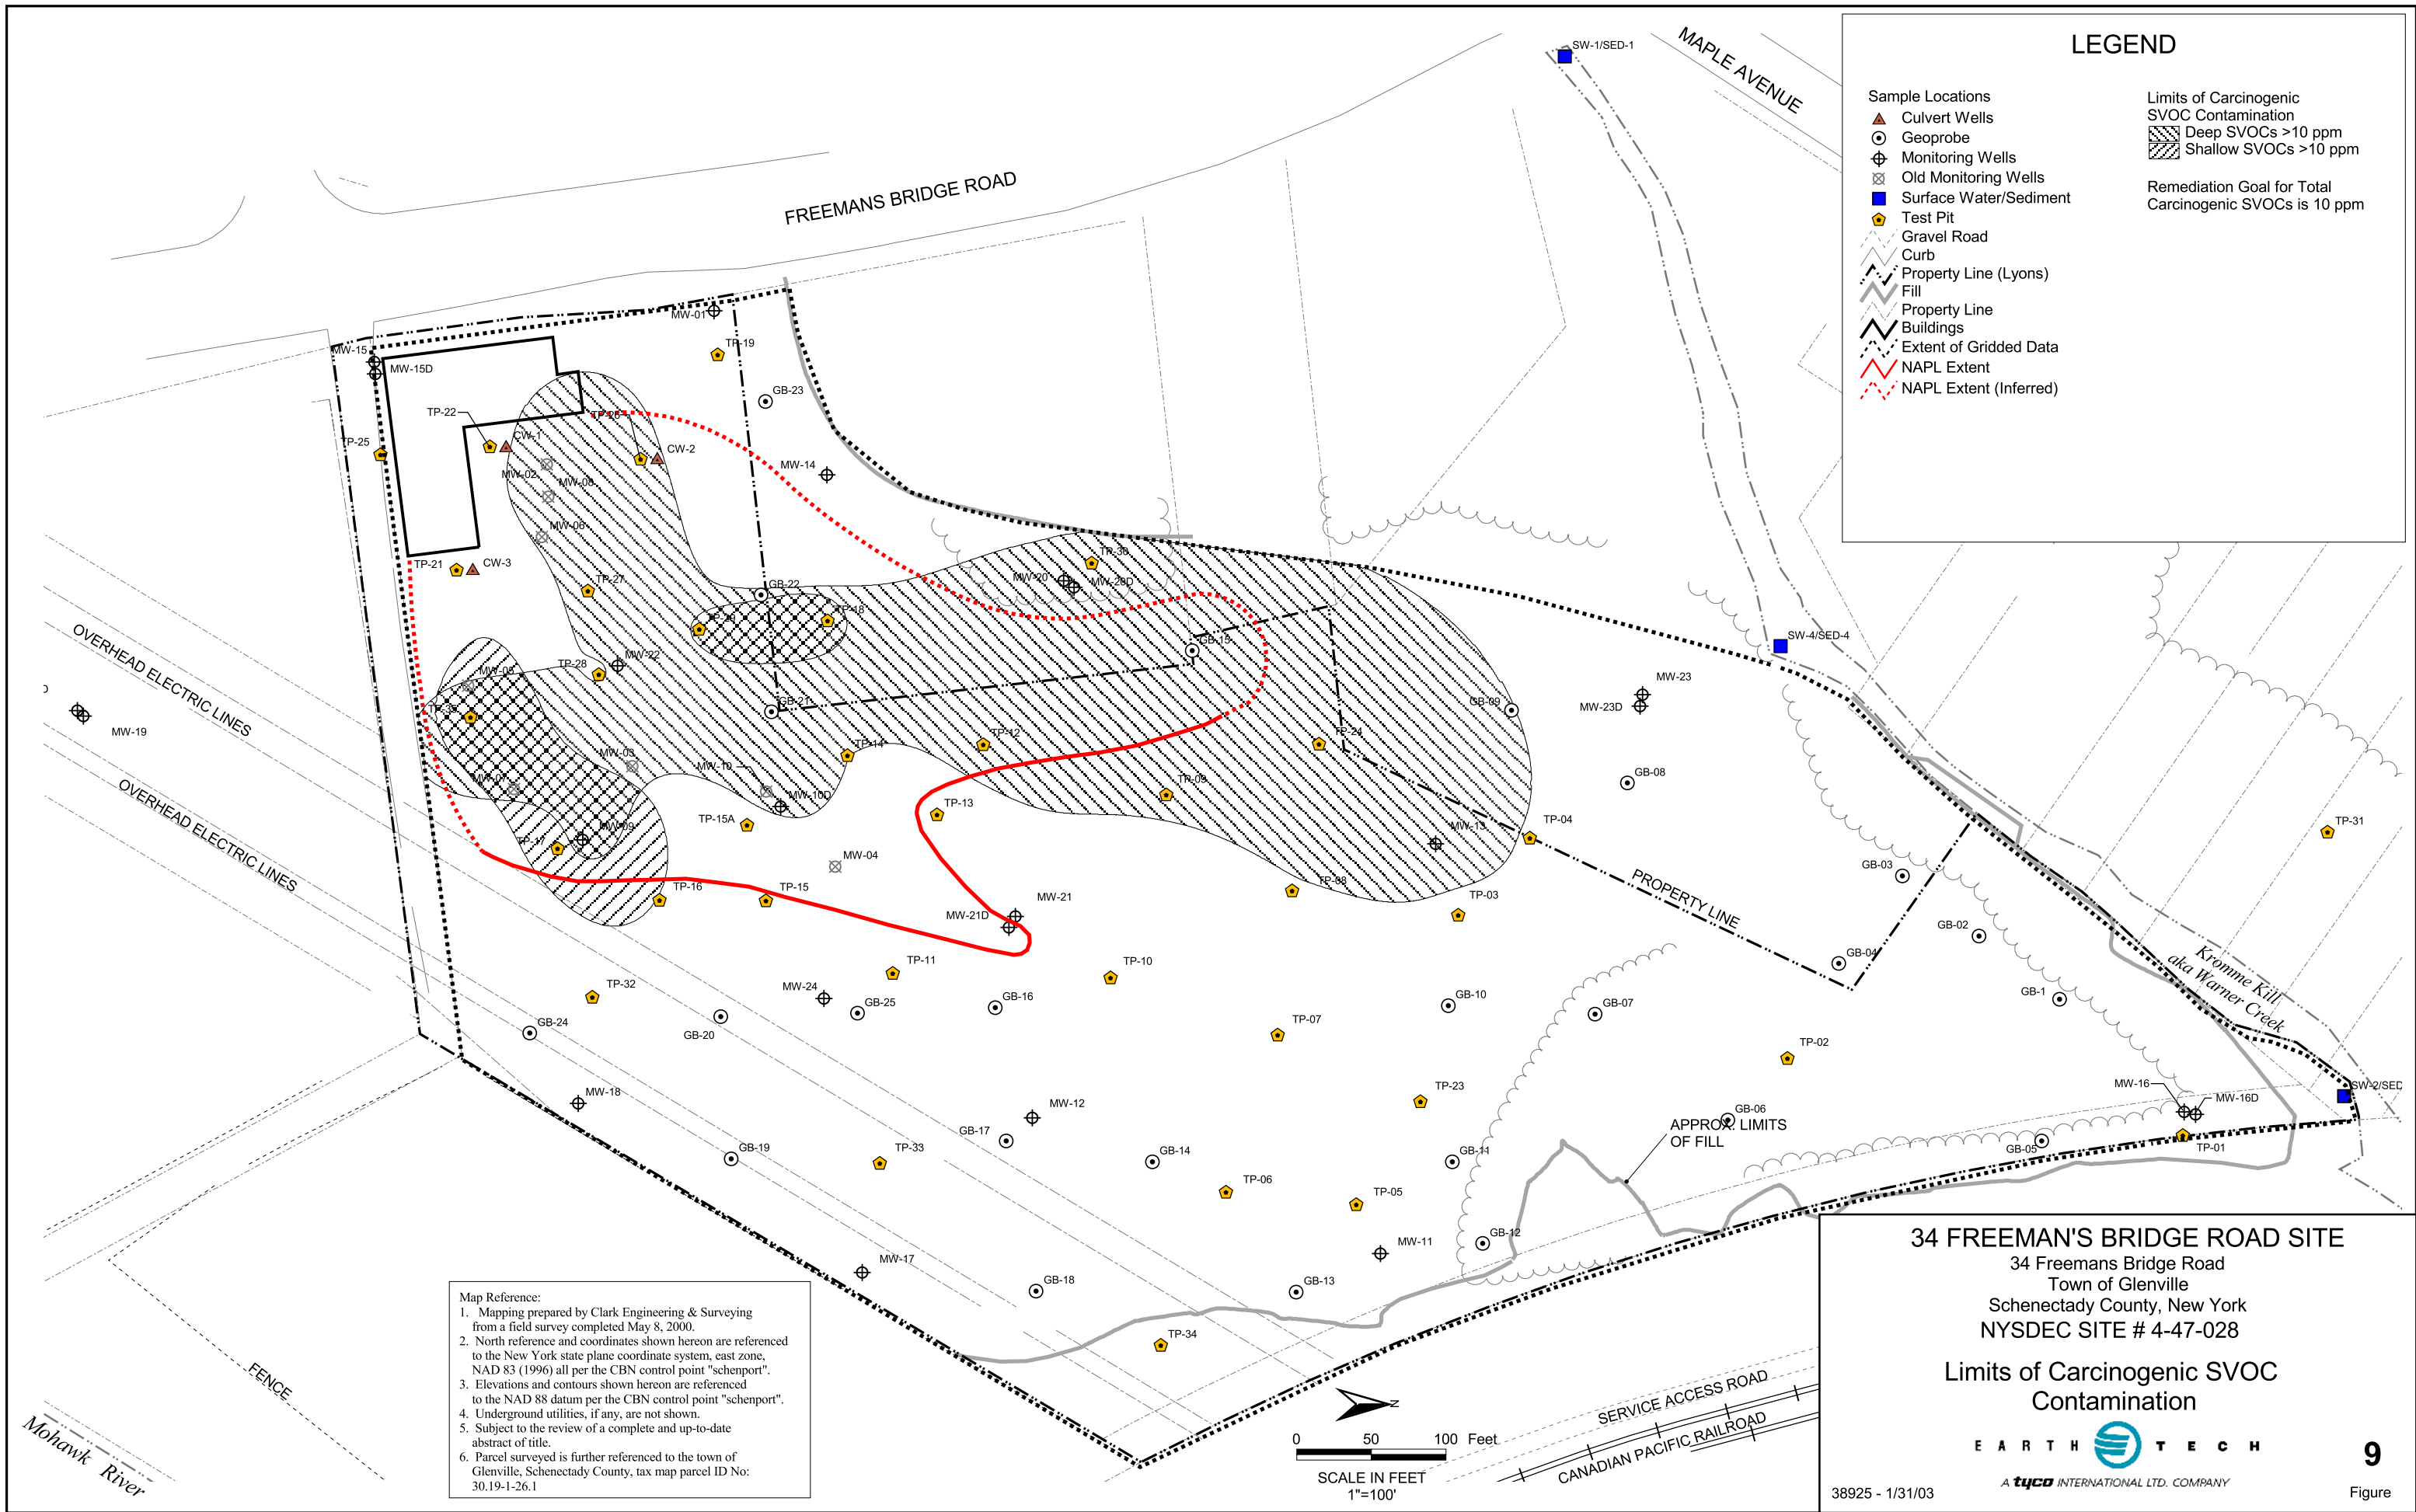 SW-1/SED-1
MAPLE AVENUE
LEGEND
Sample Locations
Culvert Wells
Geoprobe
Monitoring Wells
Old Monitoring Wells
Surface Water/Sediment
Test Pit
Gravel Road
Curb
Property Line (Lyons)
Fill
Property Line
Buildings
Extent of Gridded Data
NAPL Extent
NAPL Extent (Inferred)
Limits of Carcinogenic
SVOC Contamination
Deep SVOCs >10 ppm
Shallow SVOCs >10 ppm
Remediation Goal for Total
Carcinogenic SVOCs is 10 ppm
FREEMANS BRIDGE ROAD
MW-01
TP-19
MW-15
MW-15D
GB-23
TP-22
TP-26
CW-1
CW-2
TP-25
MW-14
MW-02
MW-08
MW-06
TP-30
TP-21
CW-3
TP-27
MW-20
MW-20D
GB-22
TP-18
GB-15
SW-4/SED-4
OVERHEAD ELECTRIC LINES
MW-22
TP-28
MW-05
MW-23
MW-23D
GB-09
GB-21
TP-35
MW-19
TP-12
TP-24
TP-14
MW-03
MW-10
MW-07
GB-08
TP-09
MW-10D
OVERHEAD ELECTRIC LINES
TP-13
TP-15A
MW-09
TP-17
MW-13
TP-04
TP-31
MW-04
GB-03
TP-16
TP-15
TP-08
TP-03
PROPERTY LINE
MW-21
MW-21D
GB-02
GB-04
TP-11
TP-10
TP-32
MW-24
GB-25
GB-16
GB-10
GB-07
GB-1
Kromme Kill
aka Warner Creek
GB-24
GB-20
TP-07
TP-02
MW-18
MW-12
TP-23
MW-16
MW-16D
SW-2/SED
GB-06
APPROX. LIMITS
OF FILL
GB-17
GB-19
TP-33
GB-14
GB-11
GB-05
TP-01
TP-06
TP-05
MW-11
GB-12
MW-17
GB-18
GB-13
TP-34
FENCE
Mohawk River
Map Reference:
1. Mapping prepared by Clark Engineering & Surveying
from a field survey completed May 8, 2000.
2. North reference and coordinates shown hereon are referenced
to the New York state plane coordinate system, east zone,
NAD 83 (1996) all per the CBN control point "schenport".
3. Elevations and contours shown hereon are referenced
to the NAD 88 datum per the CBN control point "schenport".
4. Underground utilities, if any, are not shown.
5. Subject to the review of a complete and up-to-date
abstract of title.
6. Parcel surveyed is further referenced to the town of
Glenville, Schenectady County, tax map parcel ID No:
30.19-1-26.1
N
0 50 100 Feet
SCALE IN FEET
1"=100'
SERVICE ACCESS ROAD
CANADIAN PACIFIC RAILROAD
34 FREEMAN'S BRIDGE ROAD SITE
34 Freemans Bridge Road
Town of Glenville
Schenectady County, New York
NYSDEC SITE # 4-47-028
Limits of Carcinogenic SVOC
Contamination
EARTH TECH
A tyco INTERNATIONAL LTD. COMPANY
38925 - 1/31/03
9
Figure